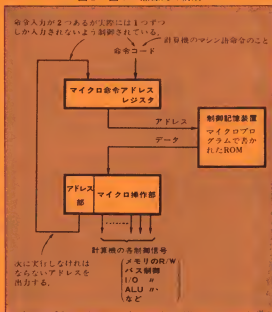 命令入力が2つあるが実際には1つずつ
しか入力されないよう制御されている。
計算機のマシン語命令のこと
命令コード
マイクロ命令アドレス
レジスタ
アドレス
データ
制御記憶装置
マイクロプロ
グラムで書か
れたROM
アドレス
部
マイクロ操作部
次に実行しなければ
ならないアドレスを
出力する。
計算機の各制御信号
メモリのR/W
バス制御
I/O 〃
ALU 〃
など